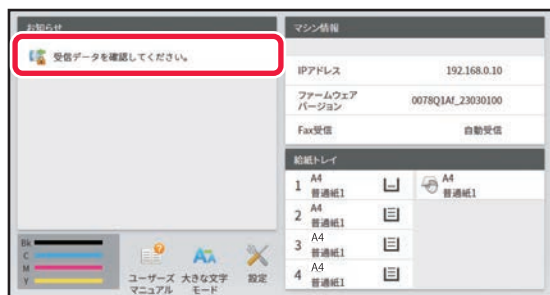 お知らせ
受信データを確認してください。
マシン情報
IPアドレス 192.168.0.10
ファームウェア
バージョン
0078Q1Af_23030100
Fax受信 自動受信
給紙トレイ
1 A4
普通紙1
A4
普通紙1
2 A4
普通紙1
3 A4
普通紙1
4 A4
普通紙1
Bk
C
M
Y
ユーザーズ
マニュアル
大きな文字
モード
設定